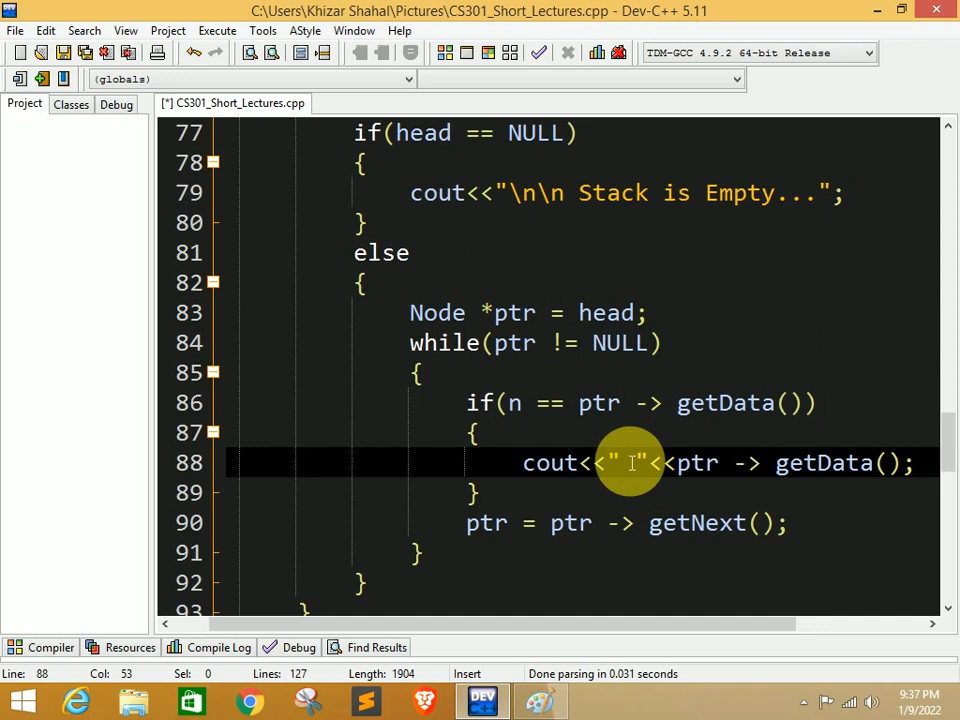 C:\Users\Khizar Shahal\Pictures\CS301_Short_Lectures.cpp - Dev-C++ 5.11
File Edit Search View Project Execute Tools AStyle Window Help
TDM-GCC 4.9.2 64-bit Release
(globals)
Project Classes Debug
[*] CS301_Short_Lectures.cpp
77 if(head == NULL)
78 {
79 cout<<"\n\n Stack is Empty...";
80 }
81 else
82 {
83 Node *ptr = head;
84 while(ptr != NULL)
85 {
86 if(n == ptr -> getData())
87 {
88 cout<<" "<<ptr -> getData();
89 }
90 ptr = ptr -> getNext();
91 }
92 }
93 }
Compiler Resources Compile Log Debug Find Results
Line: 88 Col: 53 Sel: 0 Lines: 127 Length: 1904 Insert Done parsing in 0.031 seconds
DEV
9:37 PM
1/9/2022